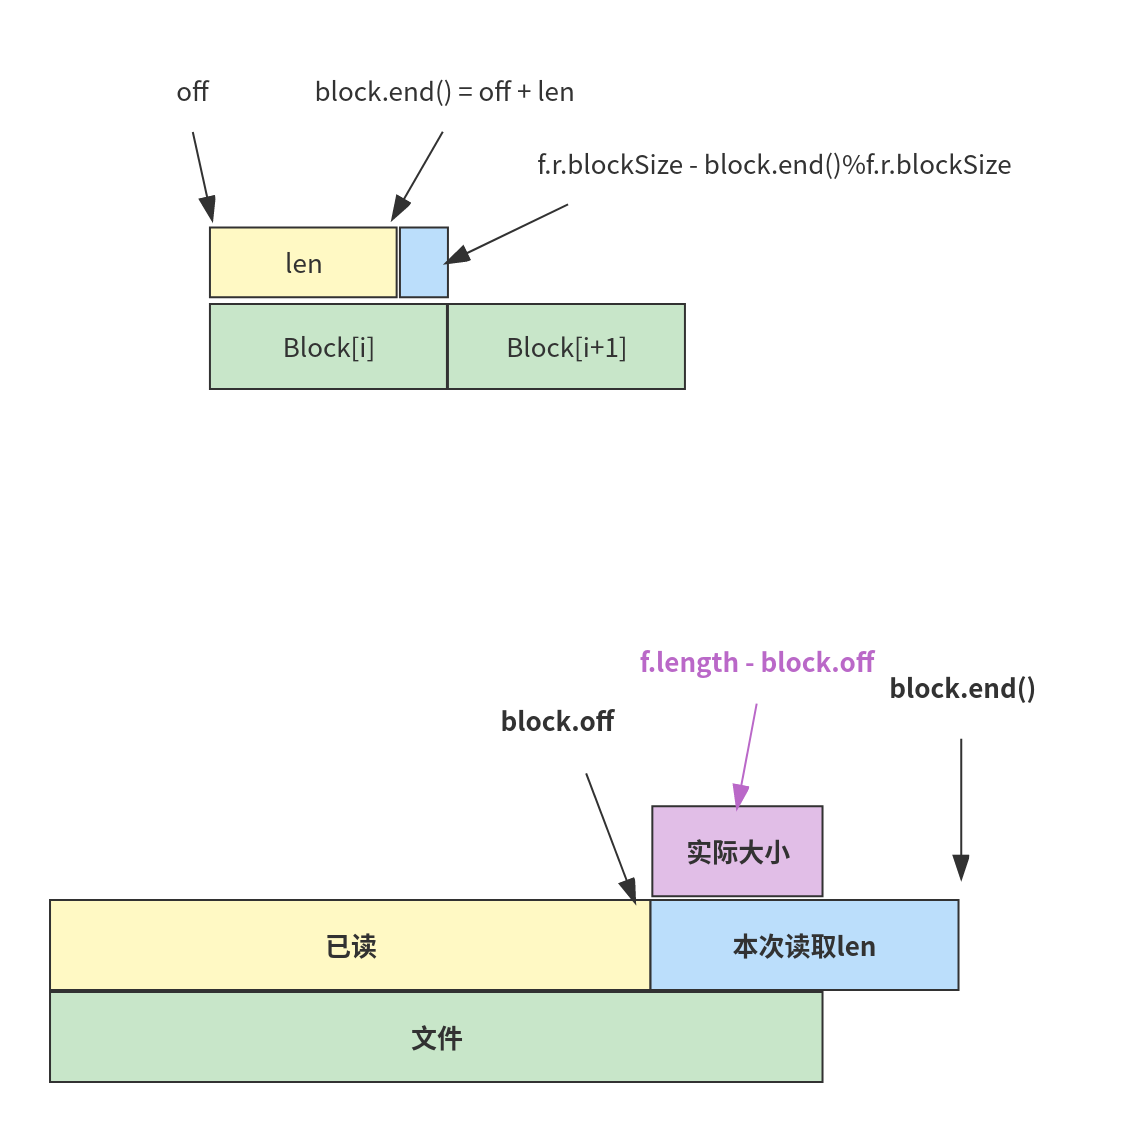 off
block.end() = off + len
f.r.blockSize - block.end()%f.r.blockSize
len
Block[i]
Block[i+1]
f.length - block.off
block.end()
block.off
实际大小
已读
本次读取len
文件